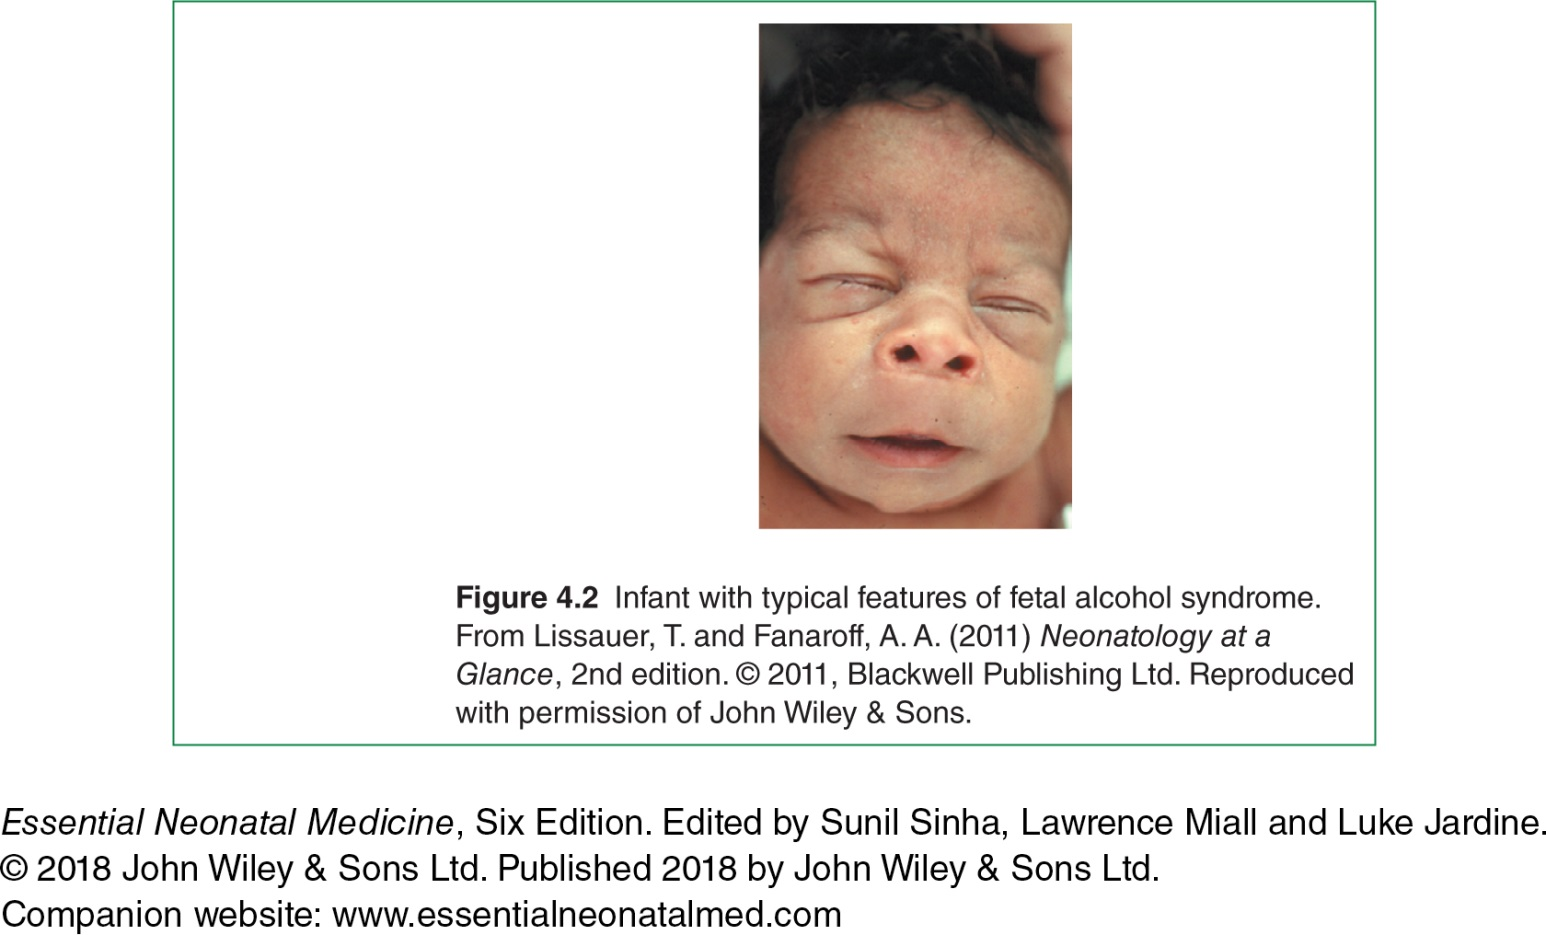 Figure 4.2 Infant with typical features of fetal alcohol syndrome.
From Lissauer, T. and Fanaroff, A. A. (2011) Neonatology at a
Glance, 2nd edition. © 2011, Blackwell Publishing Ltd. Reproduced
with permission of John Wiley & Sons.
Essential Neonatal Medicine, Six Edition. Edited by Sunil Sinha, Lawrence Miall and Luke Jardine.
© 2018 John Wiley & Sons Ltd. Published 2018 by John Wiley & Sons Ltd.
Companion website: www.essentialneonatalmed.com